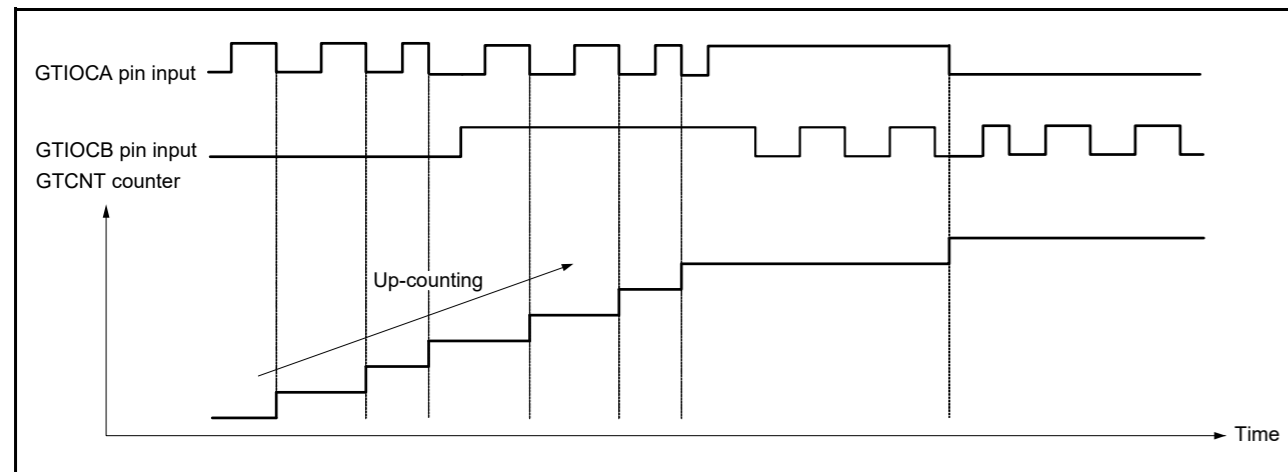 GTIOCA pin input
GTIOCB pin input
GTCNT counter
Up-counting
Time